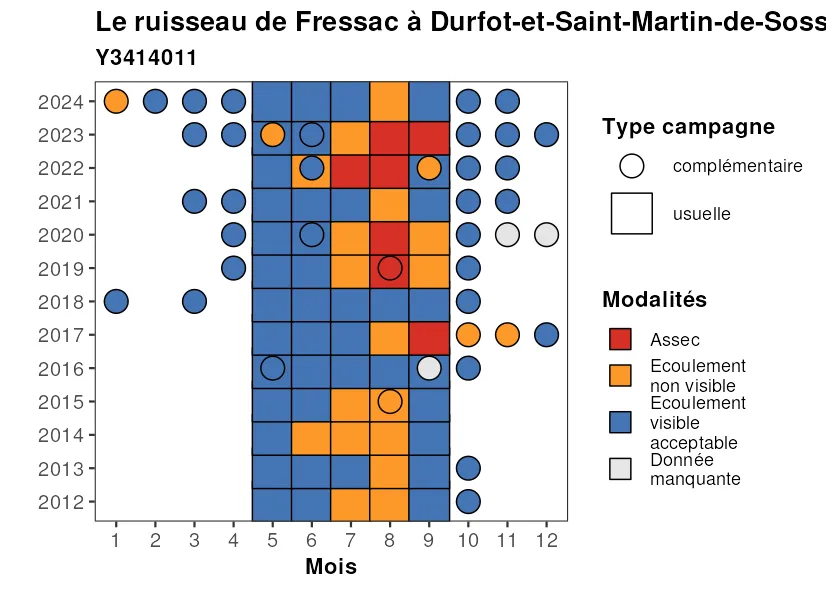 Le ruisseau de Fressac à Durfot-et-Saint-Martin-de-Soss
Y3414011
2024
2023
2022
2021
2020
2019
2018
2017
2016
2015
2014
2013
2012
1 2 3 4 5 6 7 8 9 10 11 12
Mois
Type campagne
complémentaire
usuelle
Modalités
Assec
Ecoulement
non visible
Ecoulement
visible
acceptable
Donnée
manquante